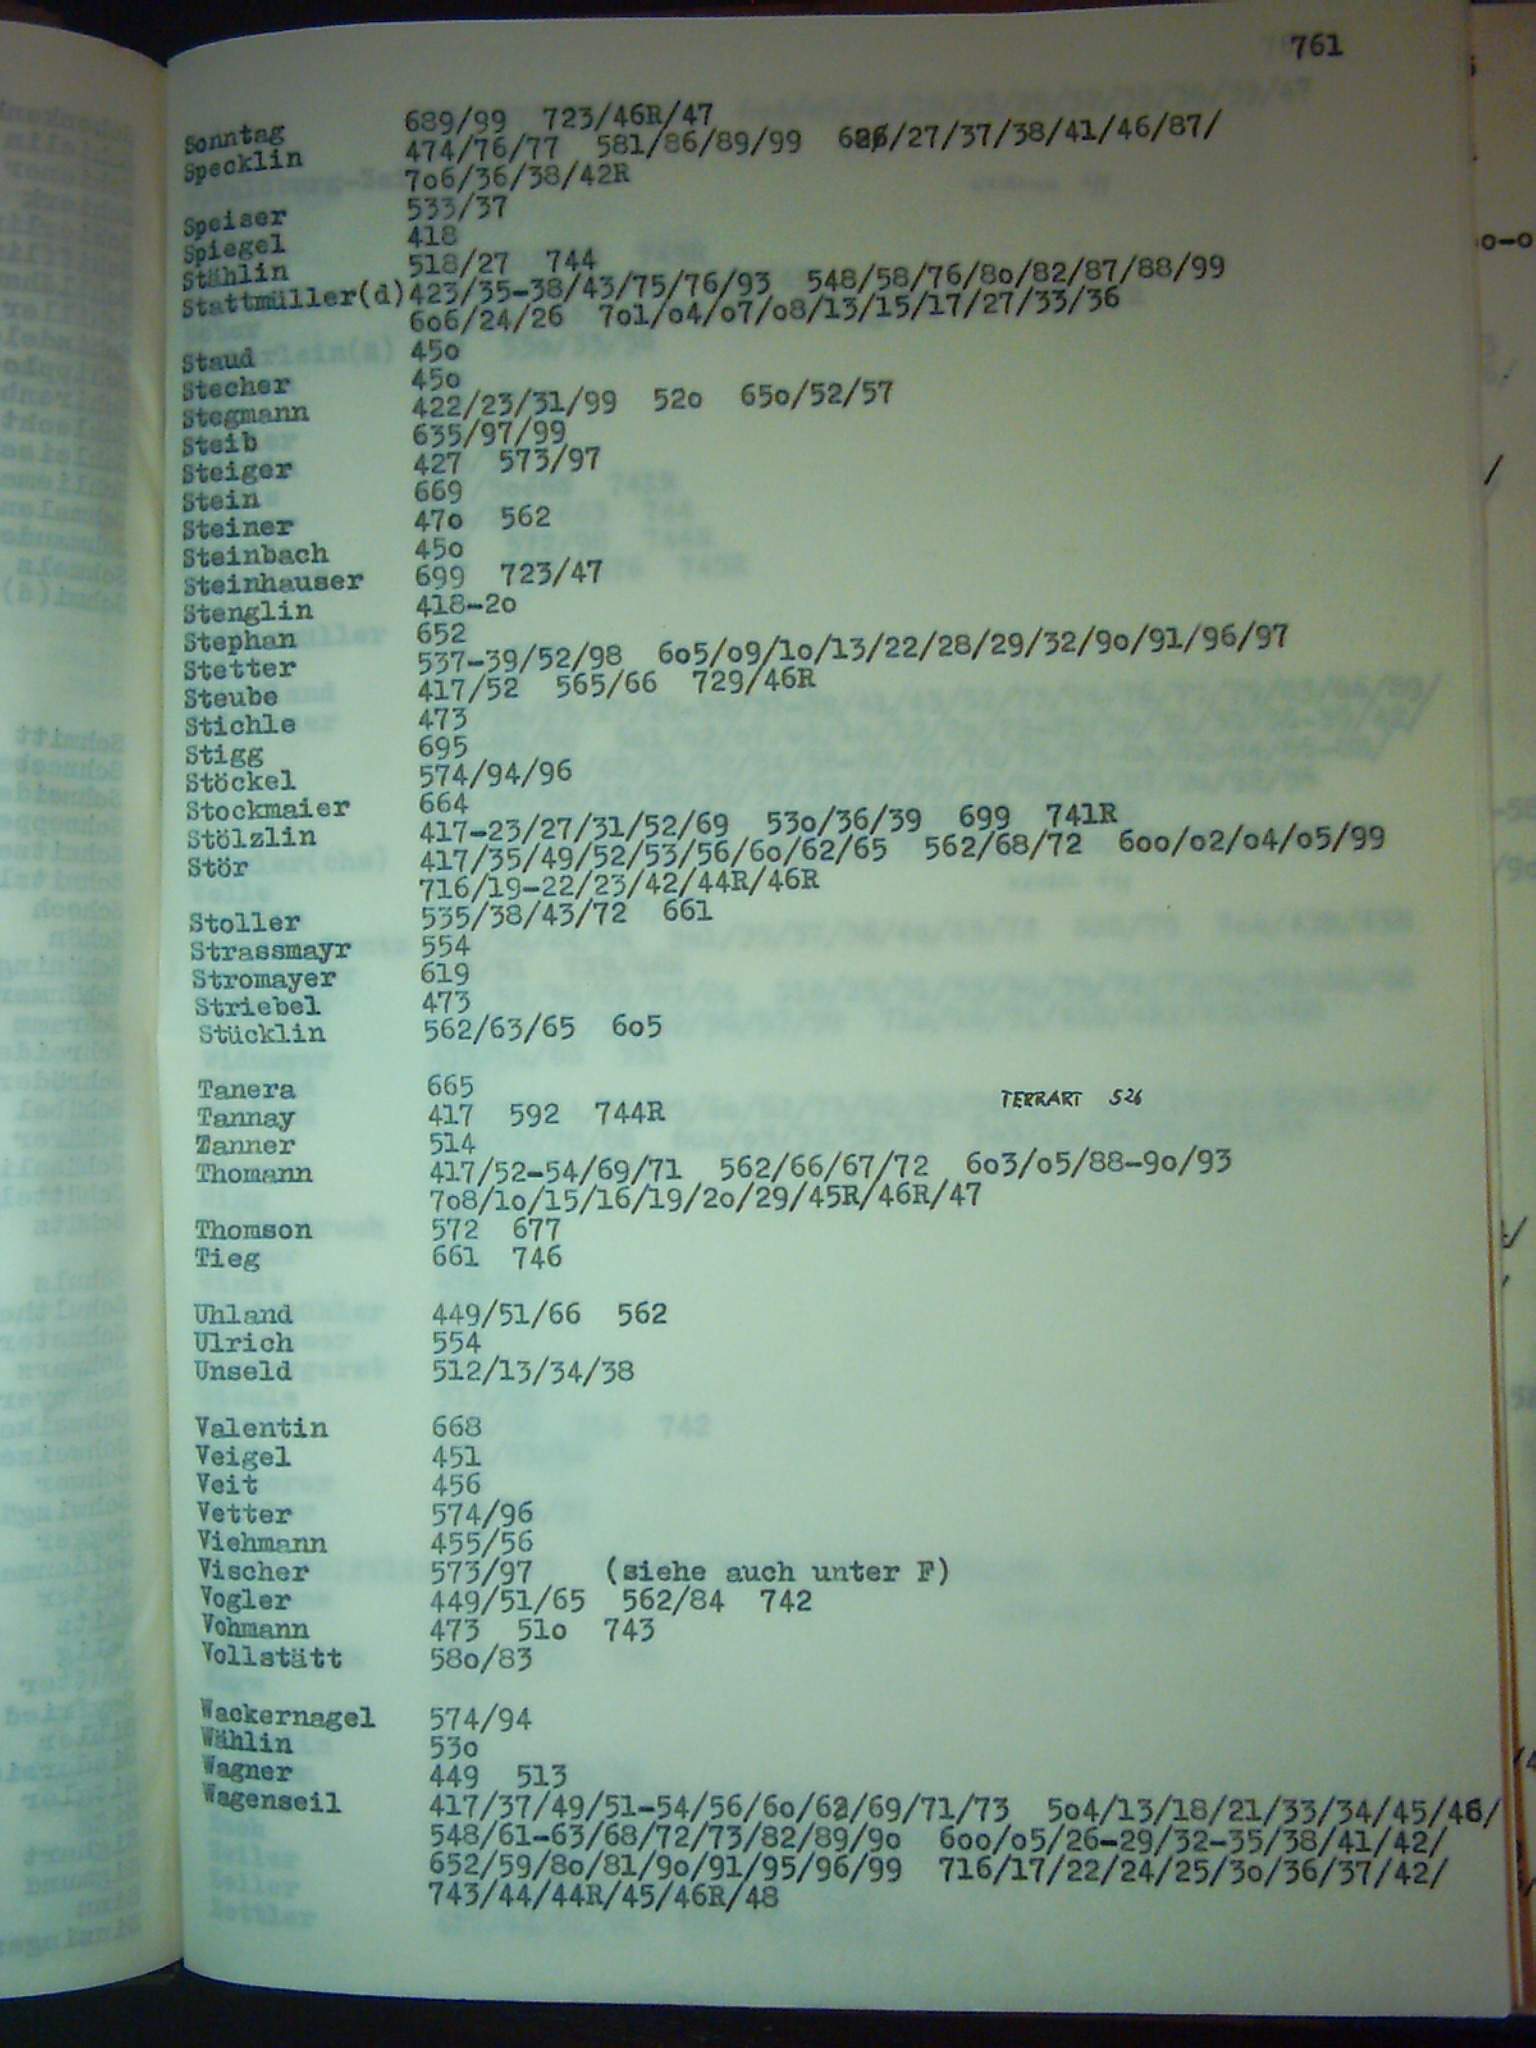 761
Sonntag 689/99 723/46R/47
Specklin 474/76/77 581/86/89/99 626/27/37/38/41/46/87/
7o6/36/38/42R
Speiser 533/37
Spiegel 418
Stählin 518/27 744
Stattmüller(d) 423/35-38/43/75/76/93 548/58/76/8o/82/87/88/99
6o6/24/26 7o1/o4/o7/o8/13/15/17/27/33/36
Staud 45o
Stecher 45o
Stegmann 422/23/31/99 52o 65o/52/57
Steib 635/97/99
Steiger 427 573/97
Stein 669
Steiner 47o 562
Steinbach 45o
Steinhauser 699 723/47
Stenglin 418-2o
Stephan 652
Stetter 537-39/52/98 6o5/o9/1o/13/22/28/29/32/9o/91/96/97
Steube 417/52 565/66 729/46R
Stichle 473
Stigg 695
Stöckel 574/94/96
Stockmaier 664
Stölzlin 417-23/27/31/52/69 53o/36/39 699 741R
Stör 417/35/49/52/53/56/6o/62/65 562/68/72 6oo/o2/o4/o5/99
716/19-22/23/42/44R/46R
Stoller 535/38/43/72 661
Strassmayr 554
Stromayer 619
Striebel 473
Stücklin 562/63/65 6o5
Tanera 665
TERRART 526
Tannay 417 592 744R
Zanner 514
Thomann 417/52-54/69/71 562/66/67/72 6o3/o5/88-9o/93
7o8/1o/15/16/19/2o/29/45R/46R/47
Thomson 572 677
Tieg 661 746
Uhland 449/51/66 562
Ulrich 554
Unseld 512/13/34/38
Valentin 668
Veigel 451
Veit 456
Vetter 574/96
Viehmann 455/56
Vischer 573/97 (siehe auch unter F)
Vogler 449/51/65 562/84 742
Vohmann 473 51o 743
Vollstätt 58o/83
Wackernagel 574/94
Wählin 53o
Wagner 449 513
Wagenseil 417/37/49/51-54/56/6o/62/69/71/73 5o4/13/18/21/33/34/45/46/
548/61-63/68/72/73/82/89/9o 6oo/o5/26-29/32-35/38/41/42/
652/59/8o/81/9o/91/95/96/99 716/17/22/24/25/3o/36/37/42/
743/44/44R/45/46R/48